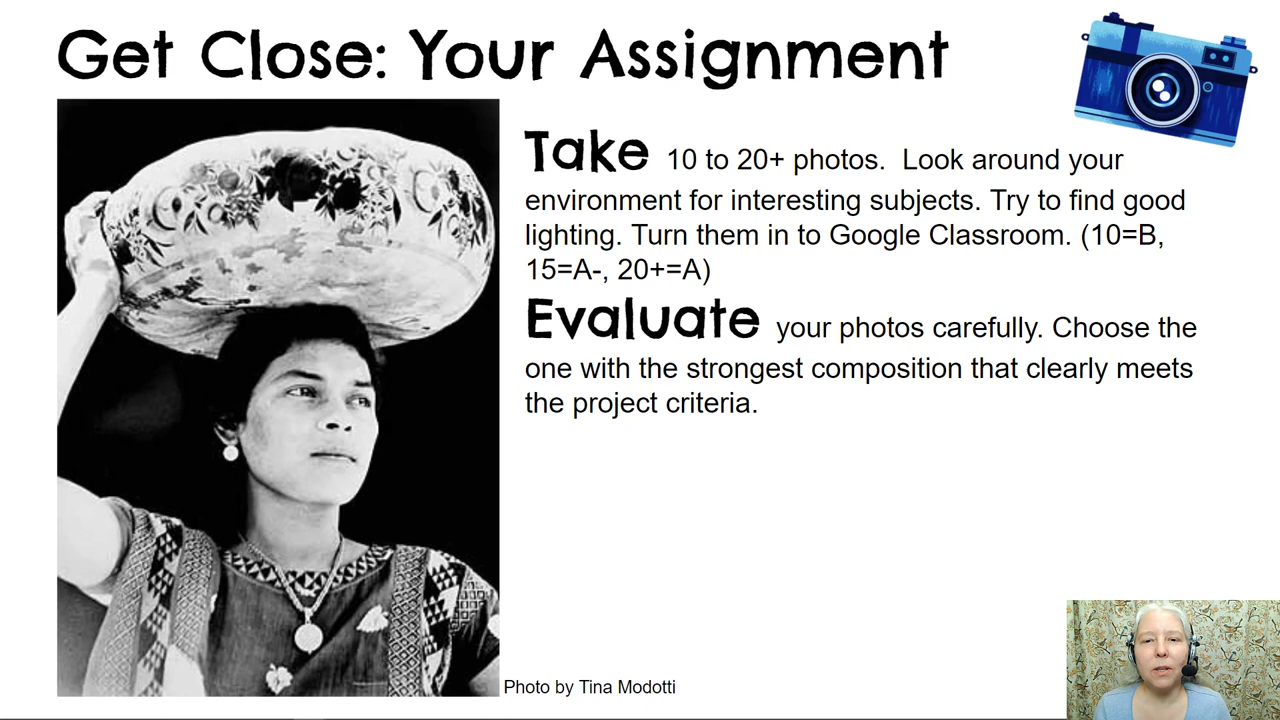 Get Close: Your Assignment
Take 10 to 20+ photos. Look around your
environment for interesting subjects. Try to find good
lighting. Turn them in to Google Classroom. (10=B,
15=A-, 20+=A)
Evaluate your photos carefully. Choose the
one with the strongest composition that clearly meets
the project criteria.
Photo by Tina Modotti